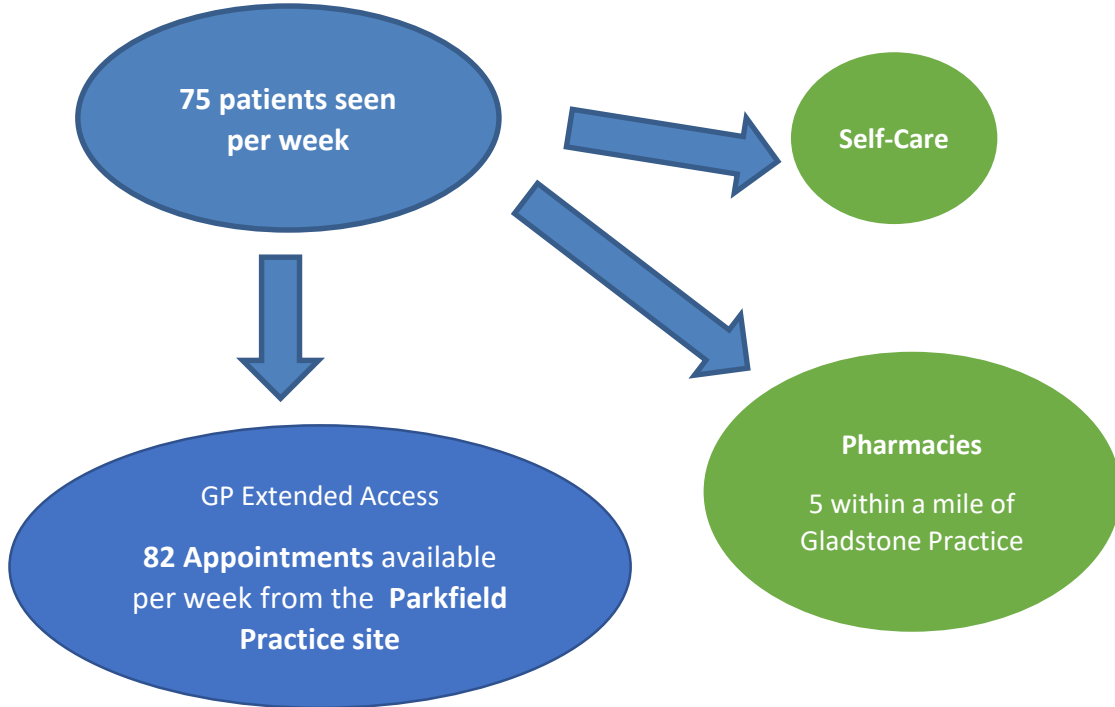 75 patients seen
per week
Self-Care
Pharmacies
5 within a mile of
Gladstone Practice
GP Extended Access
82 Appointments available
per week from the Parkfield
Practice site